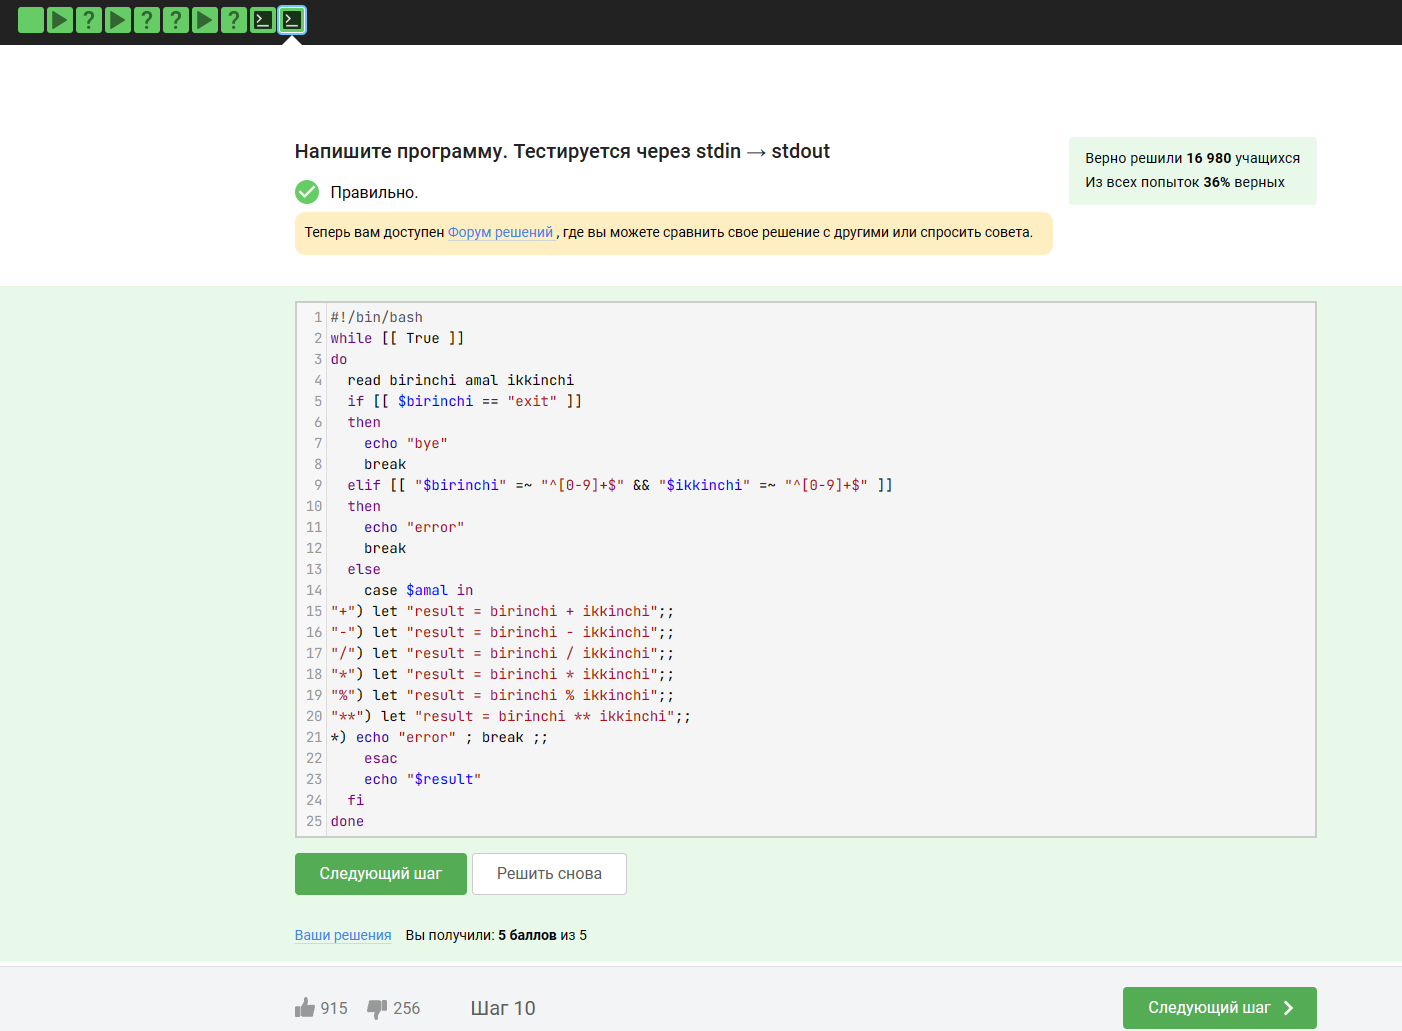 Напишите программу. Тестируется через stdin → stdout
Верно решили 16 980 учащихся
Из всех попыток 36% верных
Правильно.
Теперь вам доступен Форум решений , где вы можете сравнить свое решение с другими или спросить совета.
1 #!/bin/bash
2 while [[ True ]]
3 do
4   read birinchi amal ikkinchi
5   if [[ $birinchi == "exit" ]]
6   then
7     echo "bye"
8     break
9   elif [[ "$birinchi" =~ "^[0-9]+$" && "$ikkinchi" =~ "^[0-9]+$" ]]
10   then
11     echo "error"
12     break
13   else
14     case $amal in
15 "+") let "result = birinchi + ikkinchi";;
16 "-") let "result = birinchi - ikkinchi";;
17 "/") let "result = birinchi / ikkinchi";;
18 "*") let "result = birinchi * ikkinchi";;
19 "%") let "result = birinchi % ikkinchi";;
20 "**") let "result = birinchi ** ikkinchi";;
21 *) echo "error" ; break ;;
22     esac
23     echo "$result"
24   fi
25 done
Следующий шаг
Решить снова
Ваши решения Вы получили: 5 баллов из 5
915 256 Шаг 10
Следующий шаг